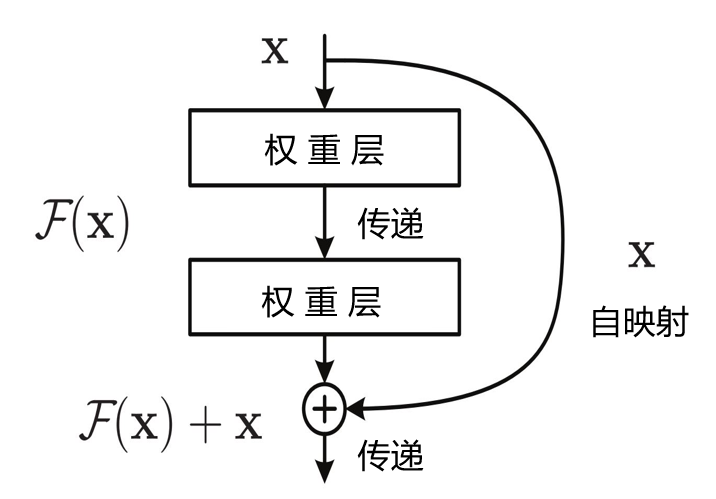 x
权重层
传递
F(x)
x
权重层
自映射
F(x) + x
+
传递